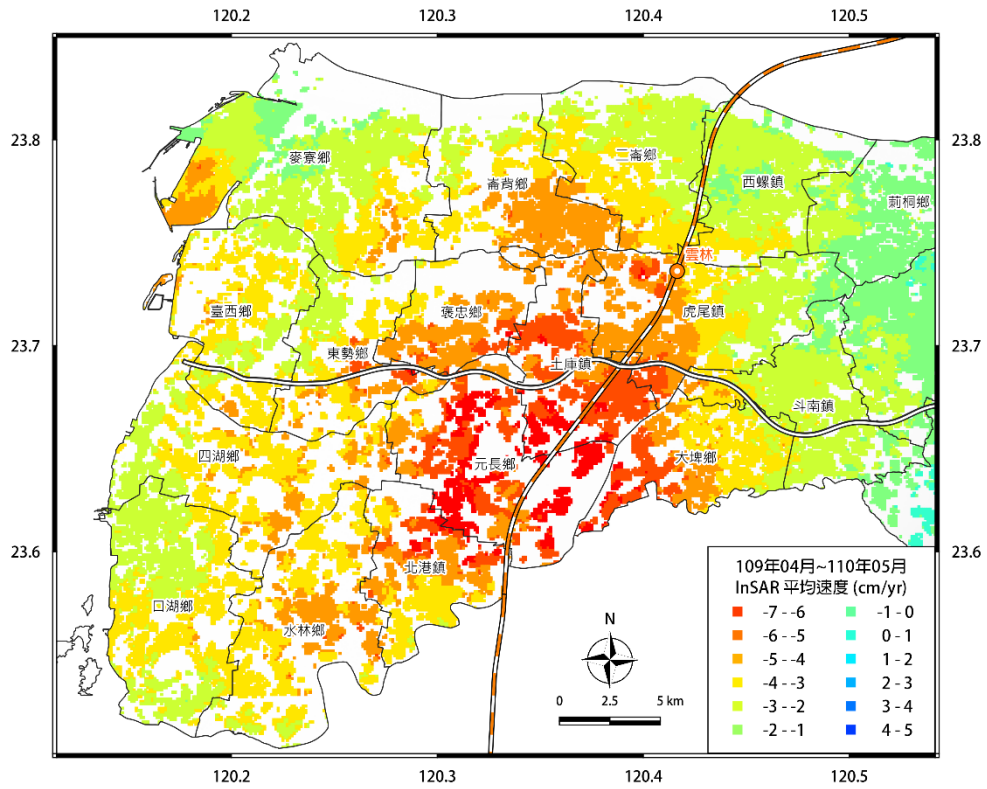 120.2 120.3 120.4 120.5
23.8 23.8
麥寮鄉
二崙鄉
崙背鄉
西螺鎮
莿桐鄉
雲林
臺西鄉
褒忠鄉
虎尾鎮
23.7 23.7
東勢鄉
土庫鎮
斗南鎮
四湖鄉
元長鄉
大埤鄉
23.6 23.6
北港鎮
口湖鄉
水林鄉
109年04月~110年05月
InSAR 平均速度 (cm/yr)
-7 - -6 -1 - 0
-6 - -5 0 - 1
-5 - -4 1 - 2
-4 - -3 2 - 3
-3 - -2 3 - 4
-2 - -1 4 - 5
N
0 2.5 5 km
120.2 120.3 120.4 120.5